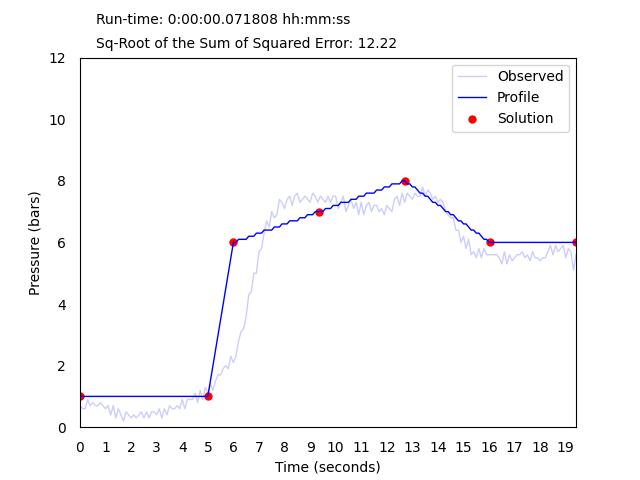 Run-time: 0:00:00.071808 hh:mm:ss
Sq-Root of the Sum of Squared Error: 12.22
12
10
8
6
4
2
0
Pressure (bars)
Observed
Profile
Solution
0 1 2 3 4 5 6 7 8 9 10 11 12 13 14 15 16 17 18 19
Time (seconds)